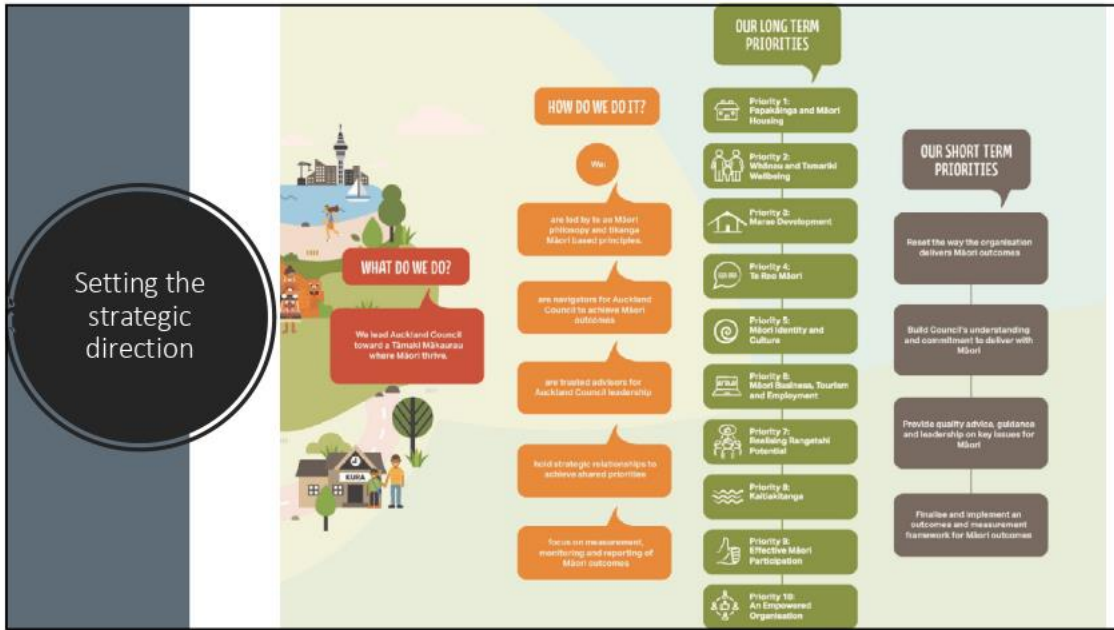 Setting the
strategic
direction
WHAT DO WE DO?
We lead Auckland Council
toward a Tāmaki Makaurau
where Māori thrive.
KURA
HOW DO WE DO IT?
We:
are led by te ao Māori
philosophy and tikanga
Māori based principles.
are navigators for Auckland
Council to achieve Māori
outcomes
are trusted advisors for
Auckland Council leadership
hold strategic relationships to
achieve shared priorities
focus on measurement,
monitoring and reporting of
Māori outcomes
OUR LONG TERM
PRIORITIES
Priority 1:
Papakāinga and Māori
Housing
Priority 2:
Whānau and Tamariki
Wellbeing
Priority 3:
Marae Development
Priority 4:
Te Reo Māori
Priority 5:
Māori Identity and
Culture
Priority 6:
Māori Business, Tourism
and Employment
Priority 7:
Realising Rangatahi
Potential
Priority 8:
Kaitiakitanga
Priority 9:
Effective Māori
Participation
Priority 10:
An Empowered
Organisation
OUR SHORT TERM
PRIORITIES
Reset the way the organisation
delivers Māori outcomes
Build Council's understanding
and commitment to deliver with
Māori
Provide quality advice, guidance
and leadership on key issues for
Māori
Finalise and implement an
outcomes and measurement
framework for Māori outcomes